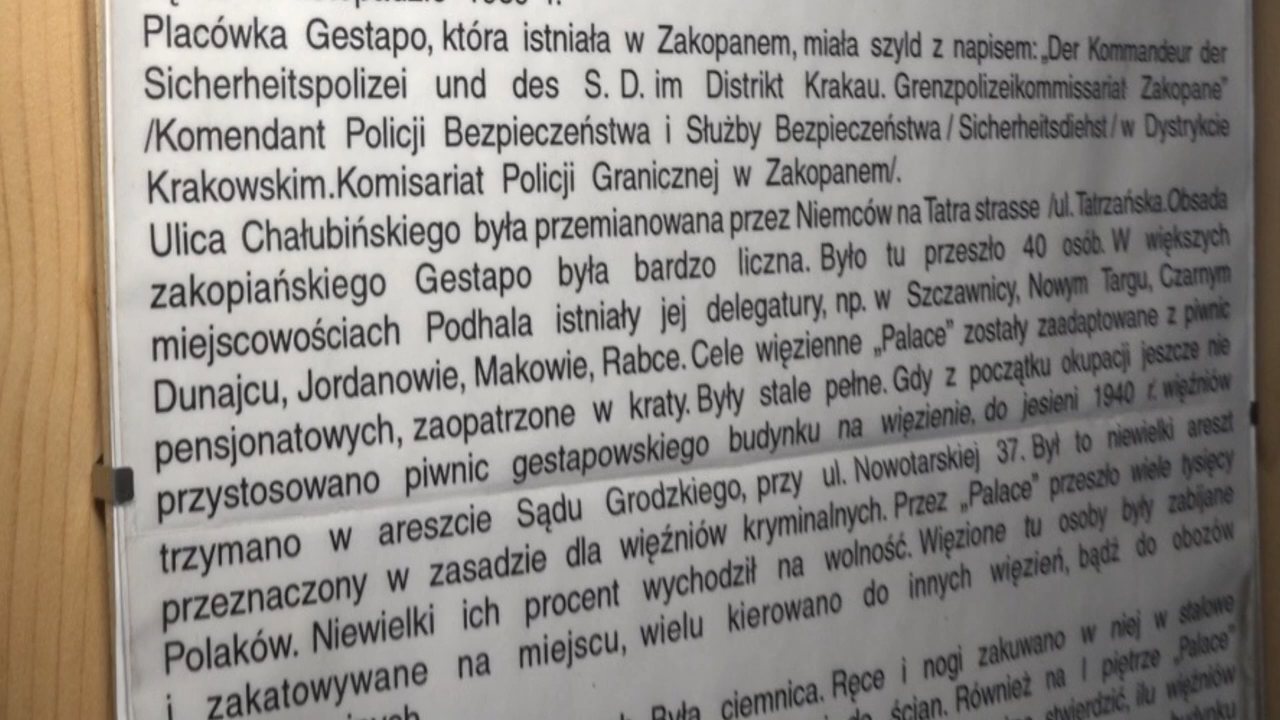 Placówka Gestapo, która istniała w Zakopanem, miała szyld z napisem: „Der Kommandeur der
Sicherheitspolizei und des S. D. im Distrikt Krakau. Grenzpolizeikommissariat Zakopane”
/Komendant Policji Bezpieczeństwa i Służby Bezpieczeństwa / Sicherheitsdiehst / w Dystrykcie
Krakowskim.Komisariat Policji Granicznej w Zakopanem/.
Ulica Chałubińskiego była przemianowana przez Niemców na Tatra strasse /ul. Tatrzańska.Obsada
zakopiańskiego Gestapo była bardzo liczna. Było tu przeszło 40 osób. W większych
miejscowościach Podhala istniały jej delegatury, np. w Szczawnicy, Nowym Targu, Czarnym
Dunajcu, Jordanowie, Makowie, Rabce. Cele więzienne „Palace” zostały zaadaptowane z piwnic
pensjonatowych, zaopatrzone w kraty. Były stale pełne. Gdy z początku okupacji jeszcze nie
przystosowano piwnic gestapowskiego budynku na więzienie, do jesieni 1940 r. więźniów
trzymano w areszcie Sądu Grodzkiego, przy ul. Nowotarskiej 37. Był to niewielki areszt
przeznaczony w zasadzie dla więźniów kryminalnych. Przez „Palace” przeszło wiele tysięcy
Polaków. Niewielki ich procent wychodził na wolność. Więzione tu osoby były zabijane
i zakatowywane na miejscu, wielu kierowano do innych więzień, bądź do obozów
Była ciemnica. Ręce i nogi zakuwano w niej w stalowe
do ścian. Również na I piętrze „Palace”
stwierdzić, ilu więźniów
budynku